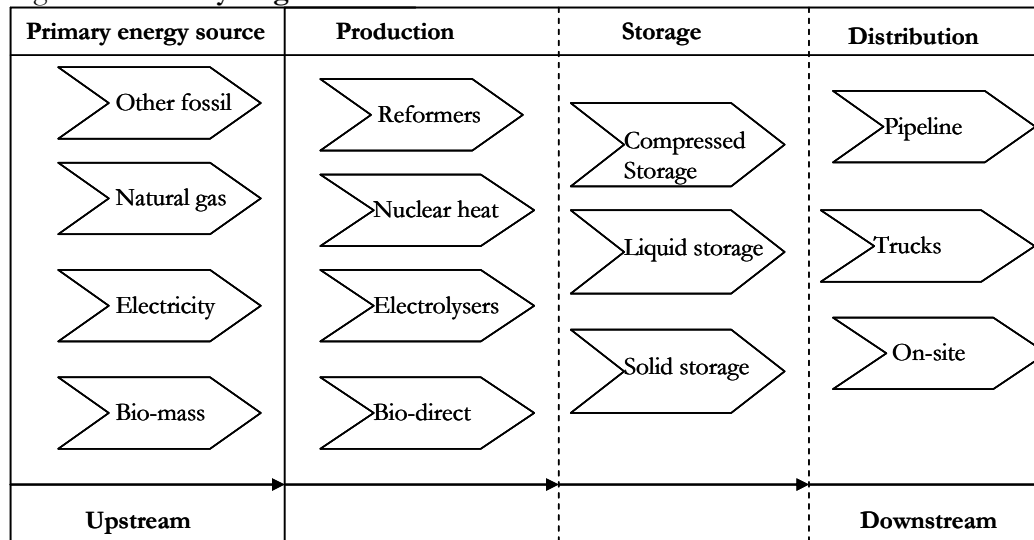 Primary energy source
Production
Storage
Distribution
Other fossil
Natural gas
Electricity
Bio-mass
Reformers
Nuclear heat
Electrolysers
Bio-direct
Compressed
Storage
Liquid storage
Solid storage
Pipeline
Trucks
On-site
Upstream
Downstream